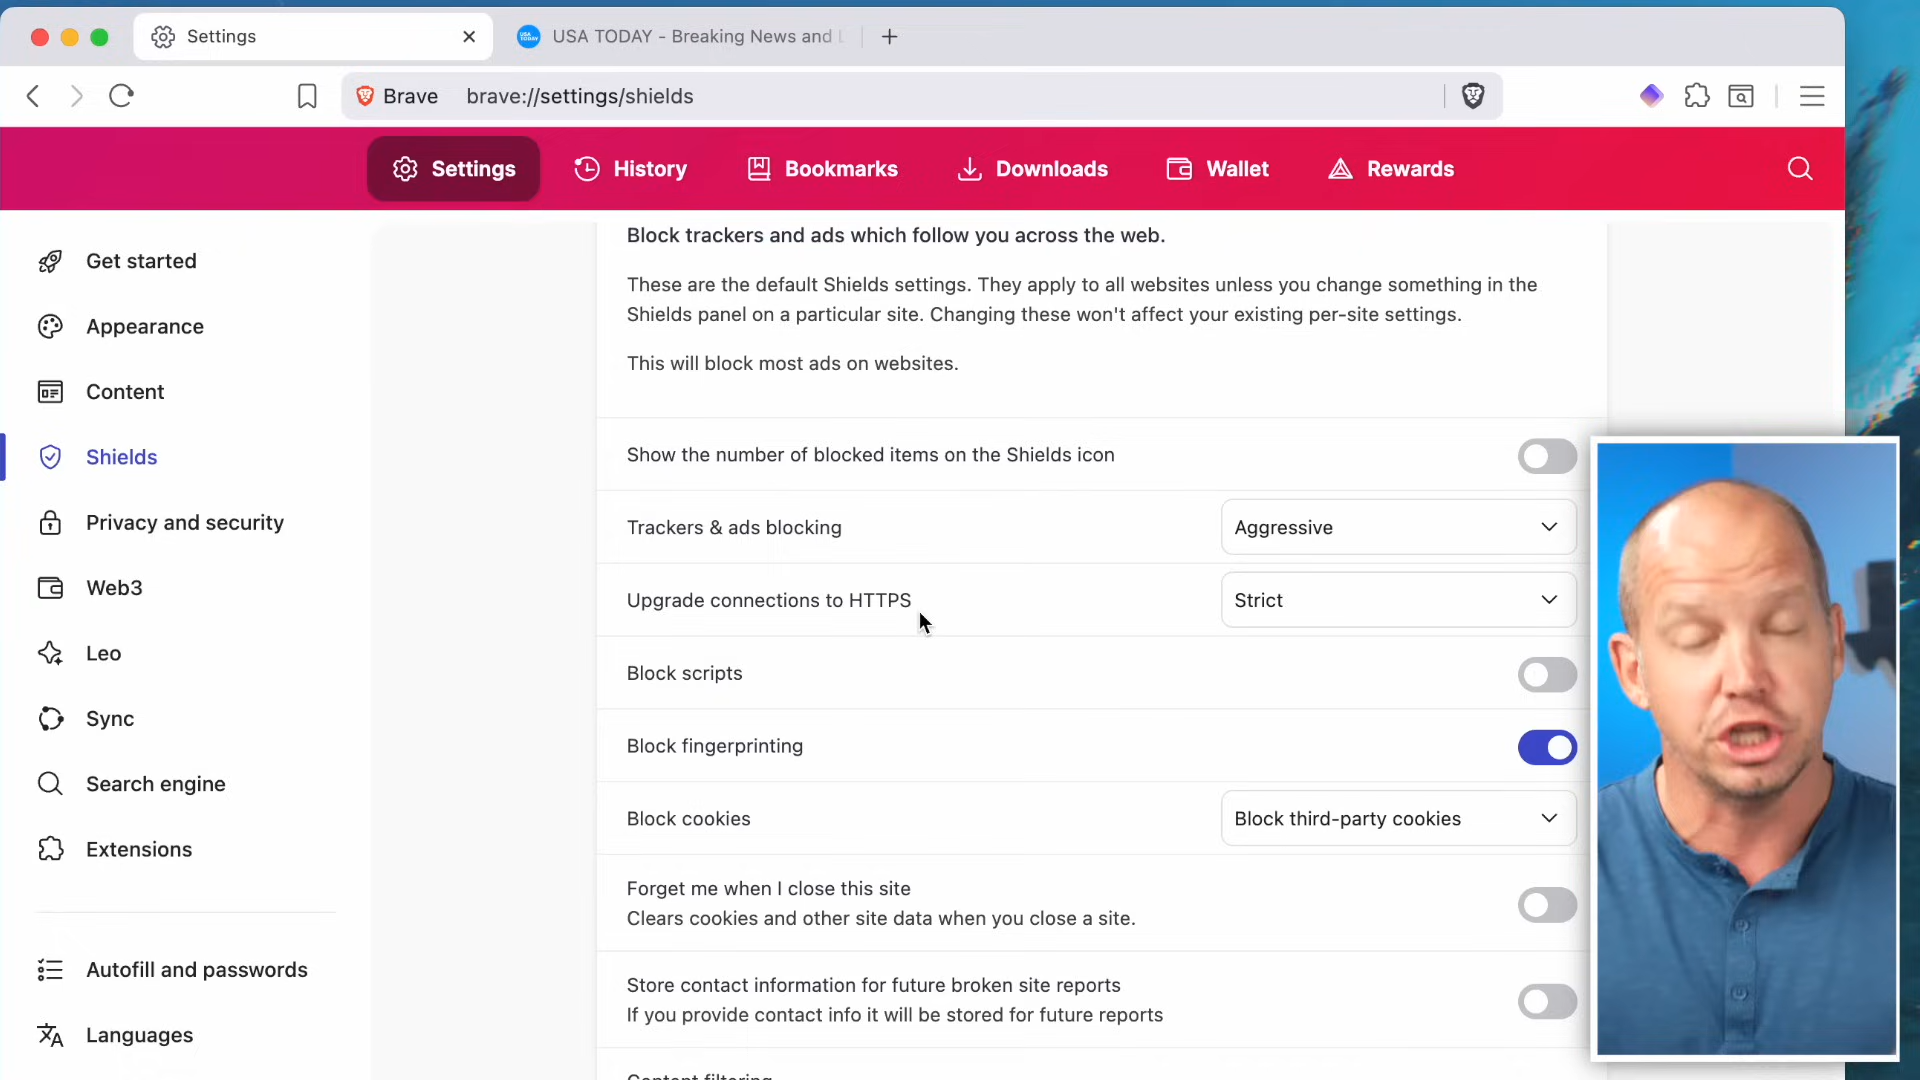 Settings
USA TODAY - Breaking News and
Brave
brave://settings/shields
Settings
History
Bookmarks
Downloads
Wallet
Rewards
Get started
Appearance
Content
Shields
Privacy and security
Web3
Leo
Sync
Search engine
Extensions
Autofill and passwords
Languages
Block trackers and ads which follow you across the web.
These are the default Shields settings. They apply to all websites unless you change something in the
Shields panel on a particular site. Changing these won't affect your existing per-site settings.
This will block most ads on websites.
Show the number of blocked items on the Shields icon
Trackers & ads blocking
Aggressive
Upgrade connections to HTTPS
Strict
Block scripts
Block fingerprinting
Block cookies
Block third-party cookies
Forget me when I close this site
Clears cookies and other site data when you close a site.
Store contact information for future broken site reports
If you provide contact info it will be stored for future reports
Content filtering